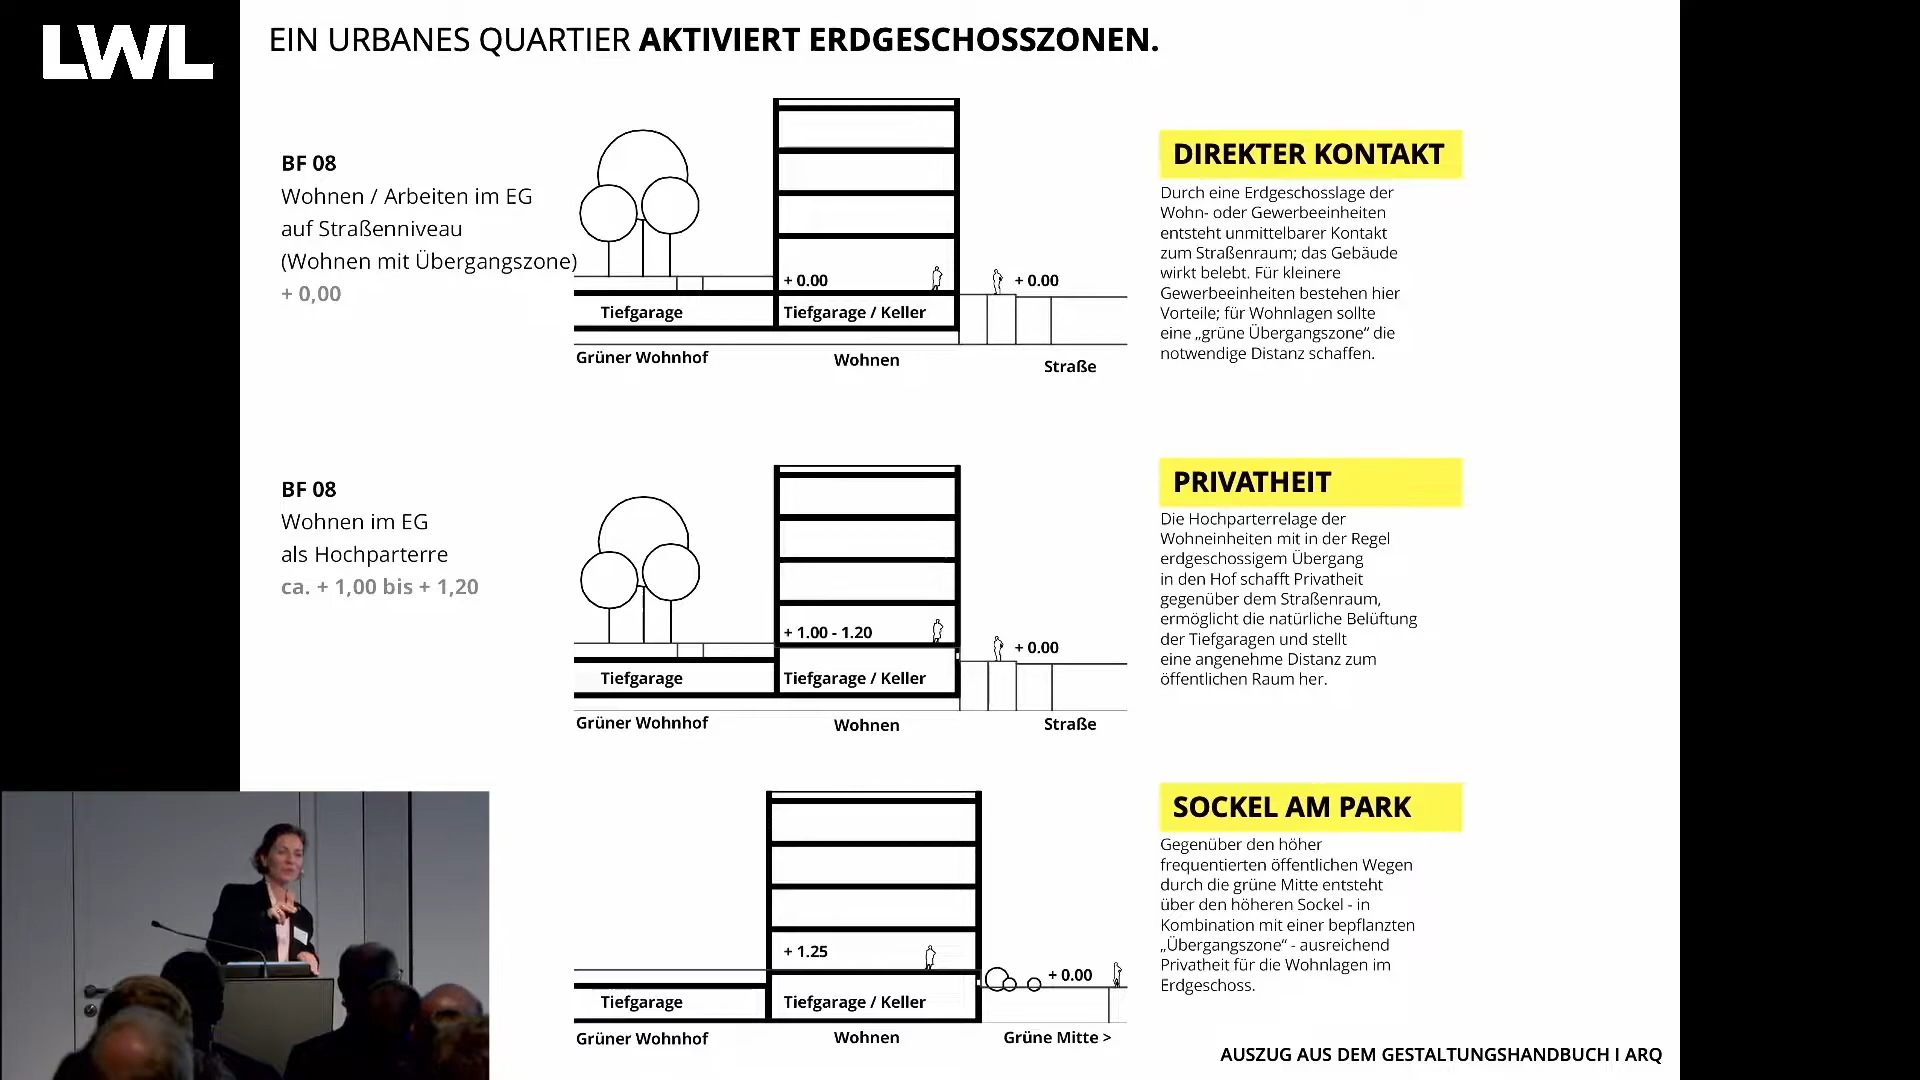 LWL
EIN URBANES QUARTIER AKTIVIERT ERDGESCHOSSZONEN.
BF 08
Wohnen / Arbeiten im EG
auf Straßenniveau
(Wohnen mit Übergangszone)
+ 0,00
+ 0.00
+ 0.00
Tiefgarage
Tiefgarage / Keller
Grüner Wohnhof
Wohnen
Straße
DIREKTER KONTAKT
Durch eine Erdgeschosslage der
Wohn- oder Gewerbeeinheiten
entsteht unmittelbarer Kontakt
zum Straßenraum; das Gebäude
wirkt belebt. Für kleinere
Gewerbeeinheiten bestehen hier
Vorteile; für Wohnlagen sollte
eine „grüne Übergangszone“ die
notwendige Distanz schaffen.
BF 08
Wohnen im EG
als Hochparterre
ca. + 1,00 bis + 1,20
+ 1.00 - 1.20
+ 0.00
Tiefgarage
Tiefgarage / Keller
Grüner Wohnhof
Wohnen
Straße
PRIVATHEIT
Die Hochparterrelage der
Wohneinheiten mit in der Regel
erdgeschossigem Übergang
in den Hof schafft Privatheit
gegenüber dem Straßenraum,
ermöglicht die natürliche Belüftung
der Tiefgaragen und stellt
eine angenehme Distanz zum
öffentlichen Raum her.
+ 1.25
+ 0.00
Tiefgarage
Tiefgarage / Keller
Grüner Wohnhof
Wohnen
Grüne Mitte >
SOCKEL AM PARK
Gegenüber den höher
frequentierten öffentlichen Wegen
durch die grüne Mitte entsteht
über den höheren Sockel - in
Kombination mit einer bepflanzten
„Übergangszone“ - ausreichend
Privatheit für die Wohnlagen im
Erdgeschoss.
AUSZUG AUS DEM GESTALTUNGSHANDBUCH I ARQ